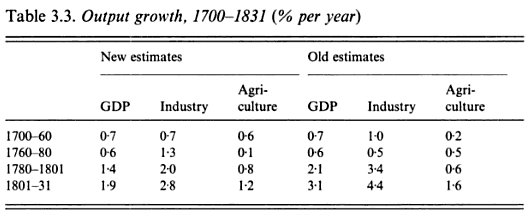 Table 3.3. Output growth, 1700–1831 (% per year)
New estimates Old estimates
Agri- Agri-
GDP Industry culture GDP Industry culture
1700–60 0·7 0·7 0·6 0·7 1·0 0·2
1760–80 0·6 1·3 0·1 0·6 0·5 0·5
1780–1801 1·4 2·0 0·8 2·1 3·4 0·6
1801–31 1·9 2·8 1·2 3·1 4·4 1·6